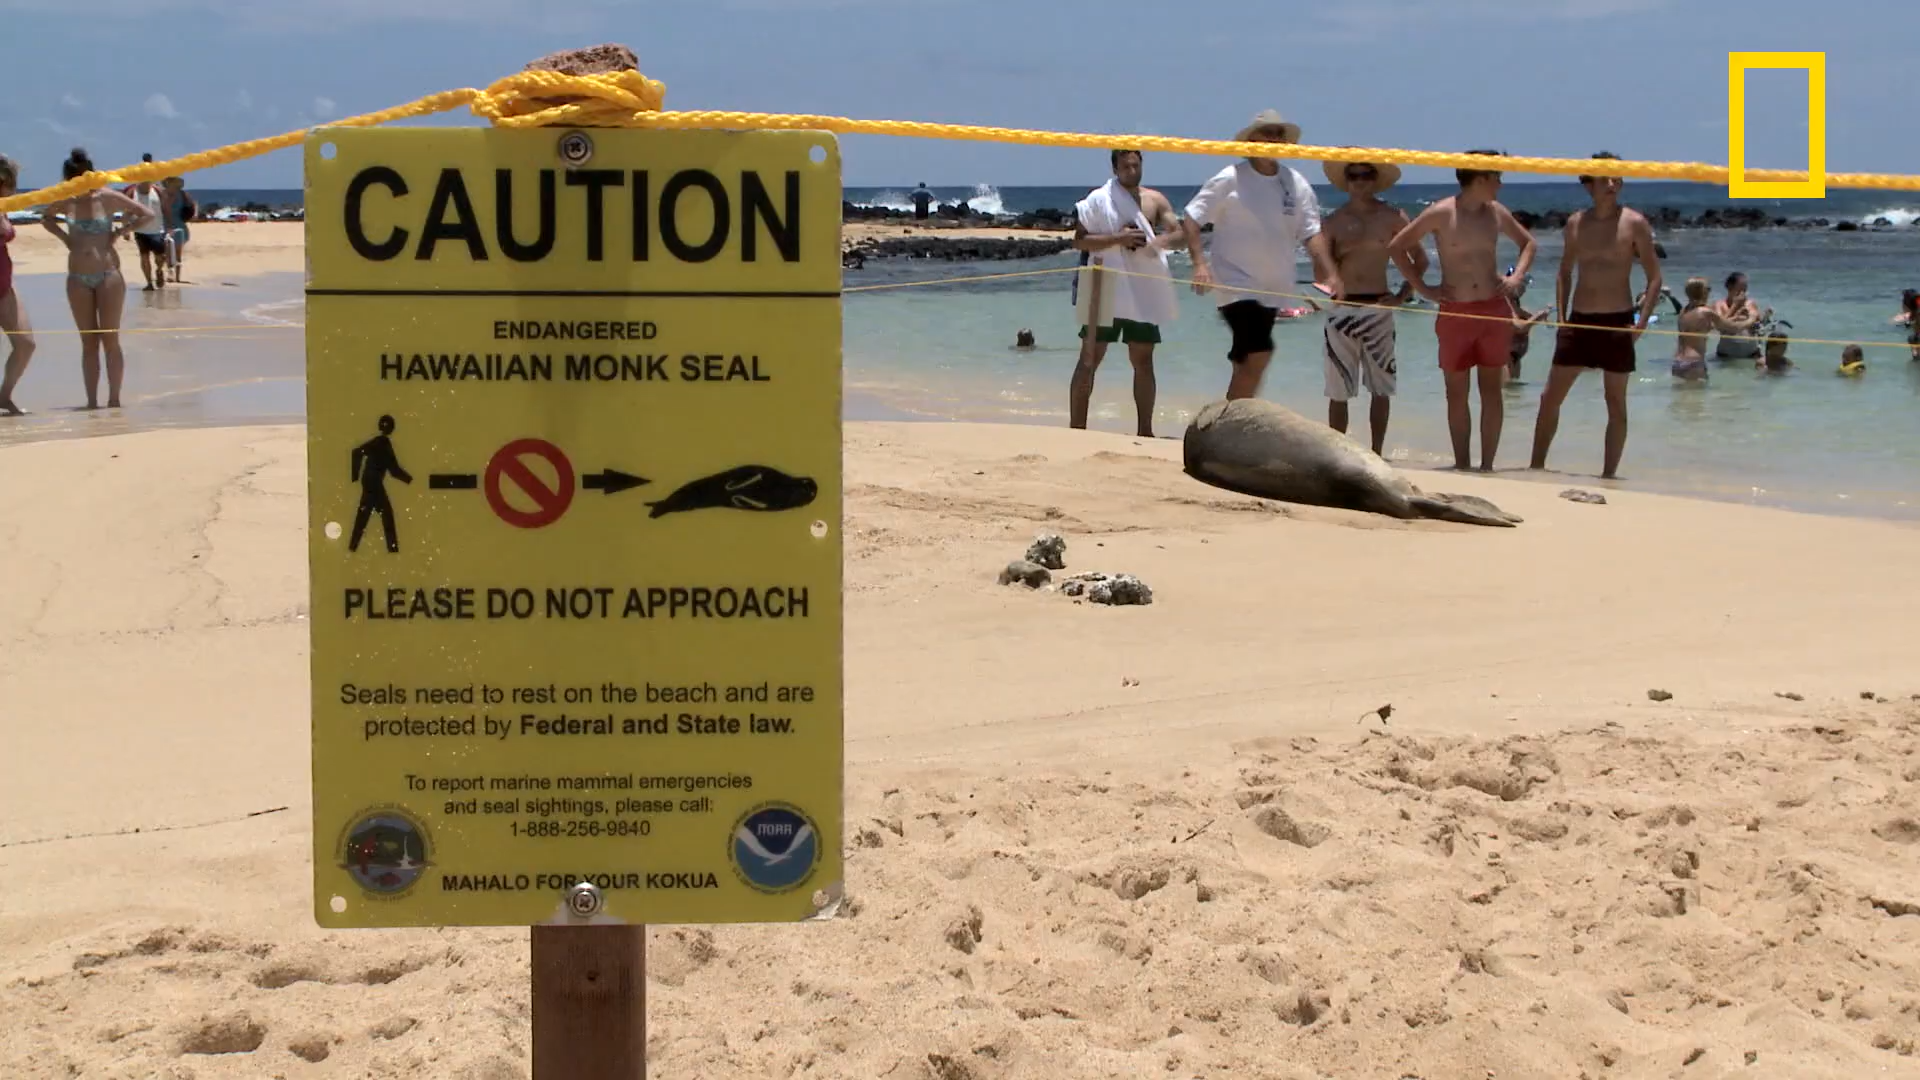 CAUTION
ENDANGERED
HAWAIIAN MONK SEAL
PLEASE DO NOT APPROACH
Seals need to rest on the beach and are
protected by Federal and State law.
To report marine mammal emergencies
and seal sightings, please call:
1-888-256-9840
NOAA
MAHALO FOR YOUR KOKUA